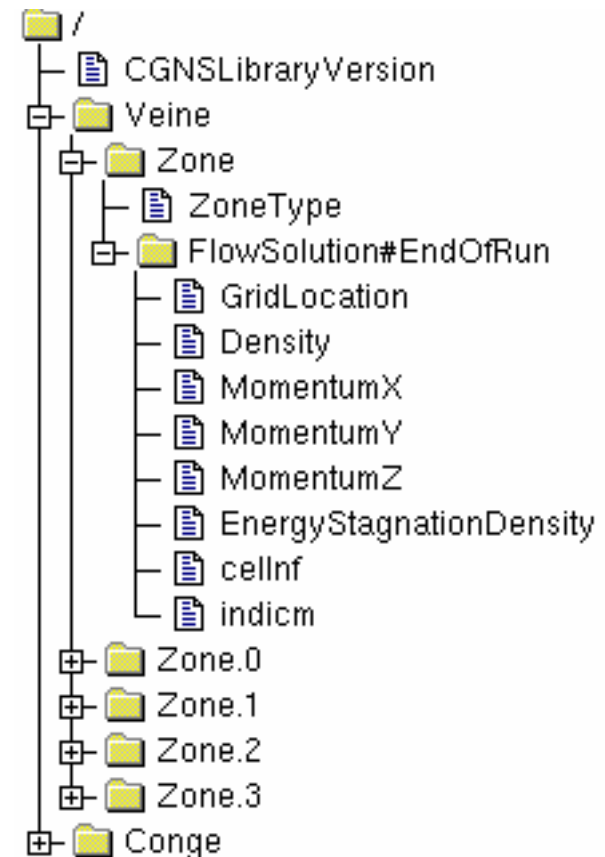 /
CGNSLibraryVersion
Veine
Zone
ZoneType
FlowSolution#EndOfRun
GridLocation
Density
MomentumX
MomentumY
MomentumZ
EnergyStagnationDensity
cellnf
indicm
Zone.0
Zone.1
Zone.2
Zone.3
Conge